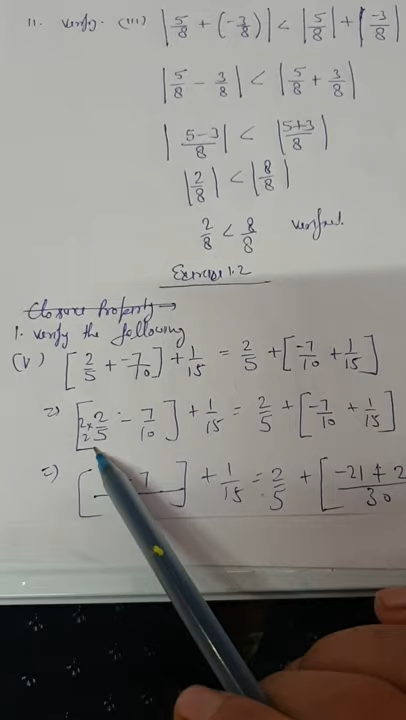 11. (iii) |5/8 + (-3/8)| < |5/8| + |-3/8|
|5/8 - 3/8| < |5/8 + 3/8|
|5-3/8| < |5+3/8|
|2/8| < |8/8|
2/8 < 8/8 verified.
Exercise 1.2
Closure Property →
1. verify the following
(v) [2/5 + -7/10] + 1/15 = 2/5 + [-7/10 + 1/15]
⇒ [2×2/2 5 - 7/10] + 1/15 = 2/5 + [-7/10 + 1/15]
⇒ [- 7] + 1/15 = 2/5 + [-21+2/30